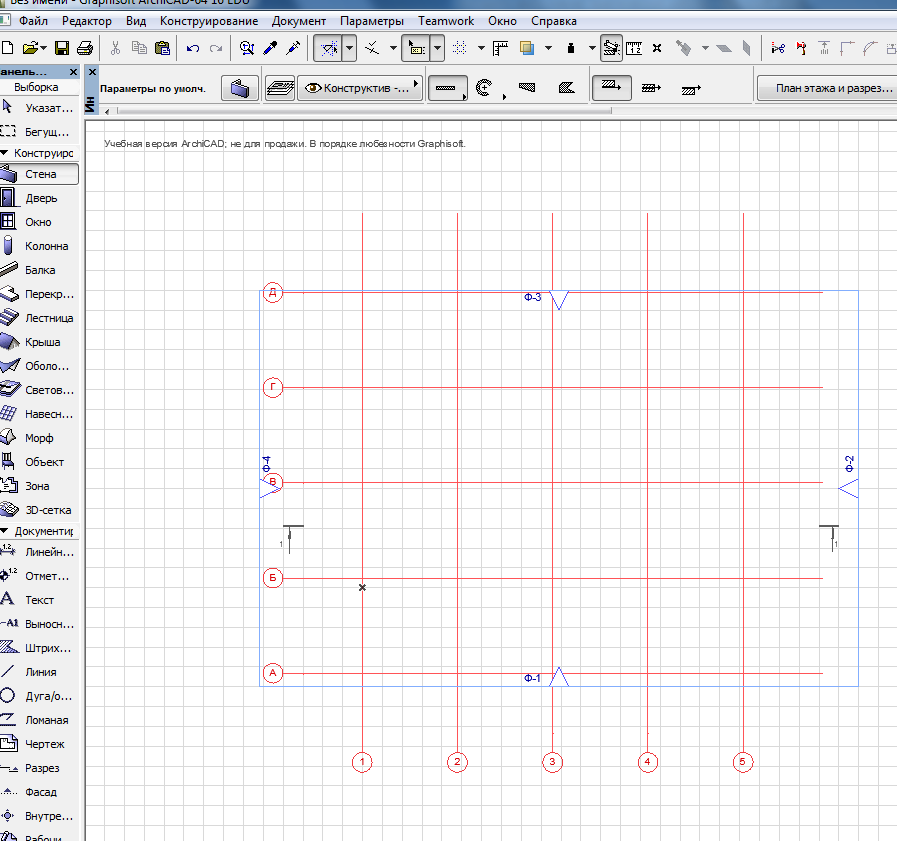 Без имени - Graphisoft ArchiCAD-64 16 EDU
Файл Редактор Вид Конструирование Документ Параметры Teamwork Окно Справка
анель...
Выборка
Параметры по умолч.
Конструктив -...
План этажа и разрез...
Ин
Указат...
Бегущ...
Конструирс
Стена
Дверь
Окно
Колонна
Балка
Перекр...
Лестница
Крыша
Оболо...
Светов...
Навесн...
Морф
Объект
Зона
3D-сетка
Документир
Линейн...
Отмет...
Текст
Выносн...
Штрих...
Линия
Дуга/о...
Ломаная
Чертеж
Разрез
Фасад
Внутре...
Рабочи
Учебная версия ArchiCAD; не для продажи. В порядке любезности Graphisoft.
Д
Ф-3
Г
Ф-4
Ф-2
В
1
1
Б
А
Ф-1
1 2 3 4 5